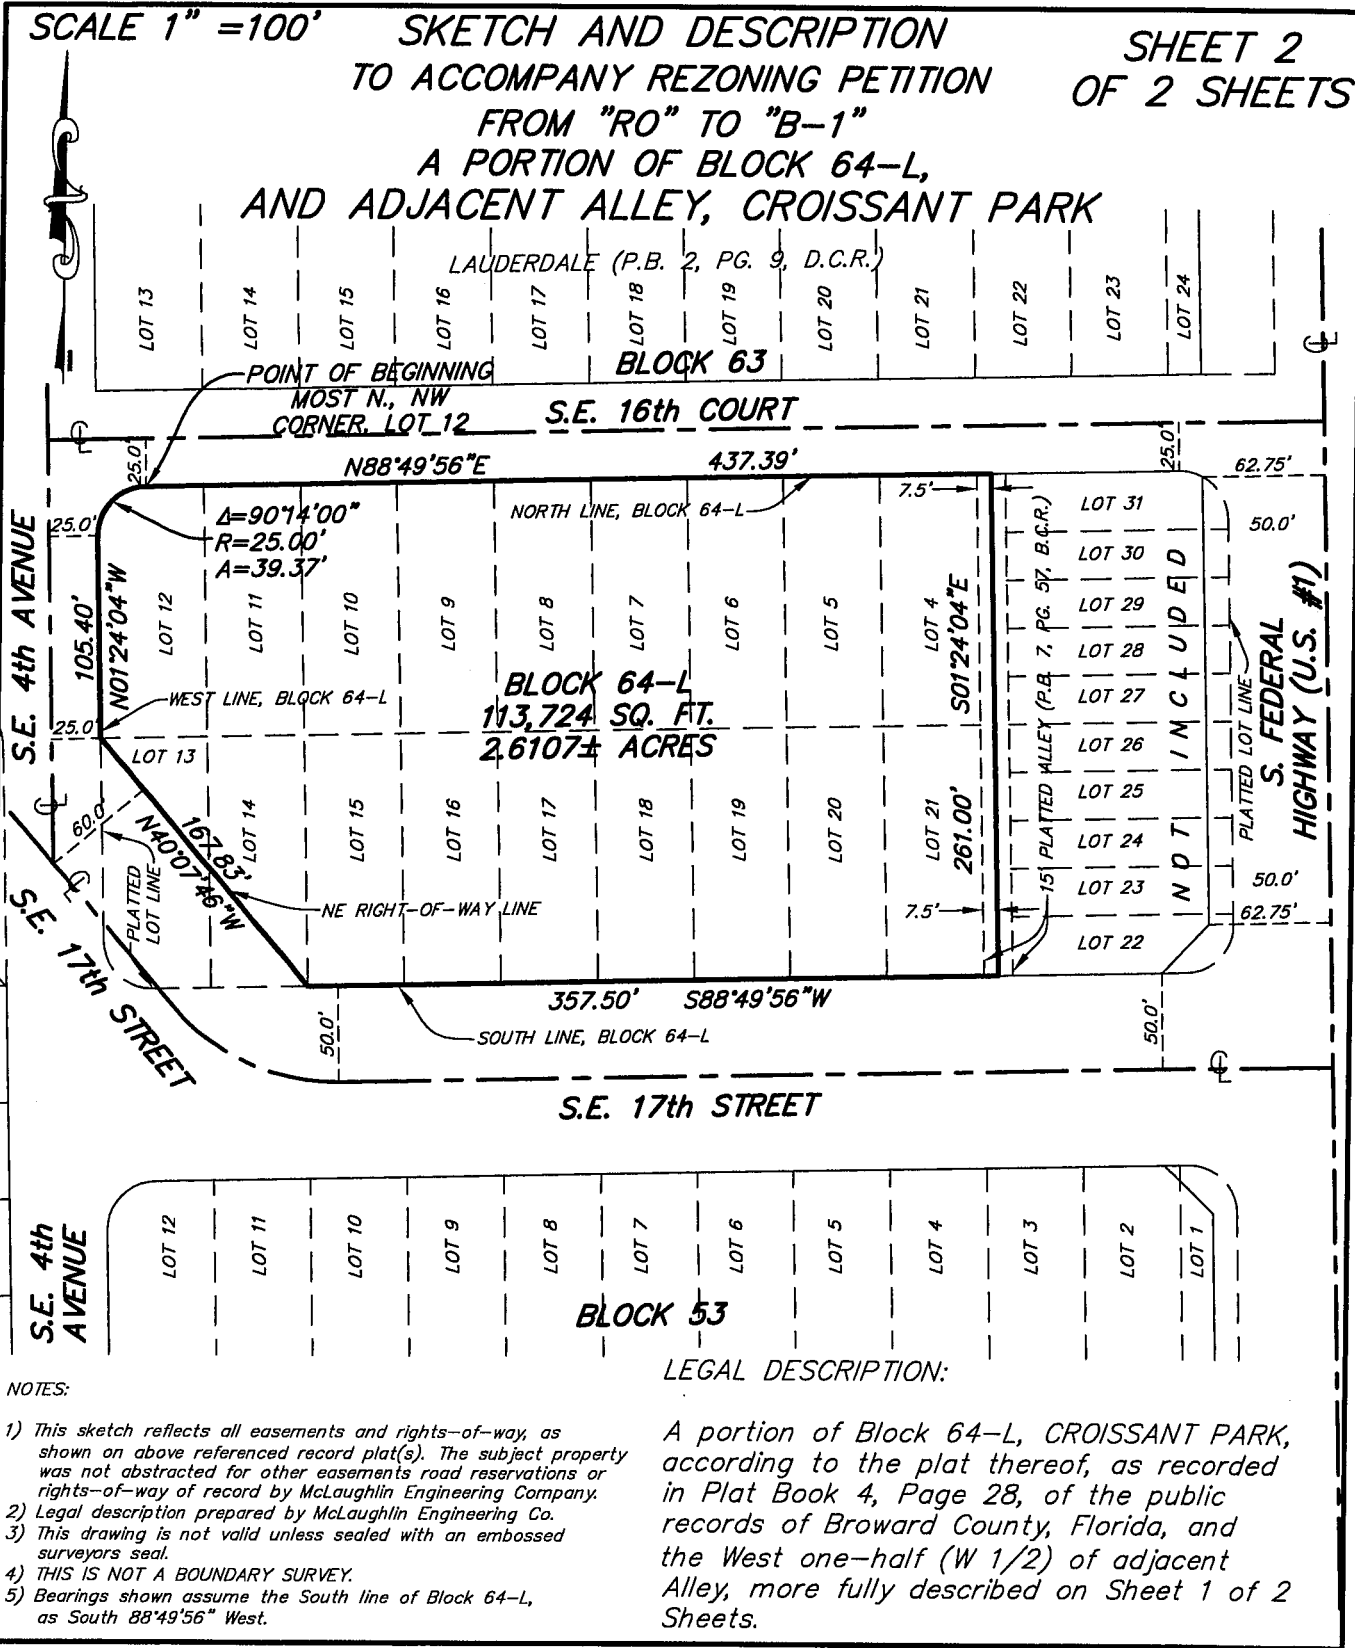 SCALE 1" =100'
SKETCH AND DESCRIPTION
TO ACCOMPANY REZONING PETITION
FROM "RO" TO "B-1"
A PORTION OF BLOCK 64-L,
AND ADJACENT ALLEY, CROISSANT PARK
SHEET 2
OF 2 SHEETS
LAUDERDALE (P.B. 2, PG. 9, D.C.R.)
LOT 13
LOT 14
LOT 15
LOT 16
LOT 17
LOT 18
LOT 19
LOT 20
LOT 21
LOT 22
LOT 23
LOT 24
BLOCK 63
POINT OF BEGINNING
MOST N., NW
CORNER, LOT 12
S.E. 16th COURT
25.0'
25.0'
62.75'
N88°49'56"E
437.39'
7.5'
NORTH LINE, BLOCK 64-L
Δ=90°14'00"
R=25.00'
A=39.37'
25.0'
S.E. 4th AVENUE
105.40'
N01°24'04"W
LOT 12
LOT 11
LOT 10
LOT 9
LOT 8
LOT 7
LOT 6
LOT 5
LOT 4
S01°24'04"E
261.00'
15' PLATTED ALLEY (P.B. 7, PG. 57, B.C.R.)
LOT 31
LOT 30
LOT 29
LOT 28
LOT 27
LOT 26
LOT 25
LOT 24
LOT 23
LOT 22
NOT INCLUDED
50.0'
PLATTED LOT LINE
S. FEDERAL
HIGHWAY (U.S. #1)
WEST LINE, BLOCK 64-L
BLOCK 64-L
113,724 SQ. FT.
2.6107± ACRES
25.0'
LOT 13
LOT 14
LOT 15
LOT 16
LOT 17
LOT 18
LOT 19
LOT 20
LOT 21
60.0'
167.83'
N40°07'46"W
PLATTED
LOT LINE
NE RIGHT-OF-WAY LINE
7.5'
50.0'
62.75'
S.E. 17th STREET
357.50'
S88°49'56"W
SOUTH LINE, BLOCK 64-L
50.0'
50.0'
S.E. 17th STREET
S.E. 4th
AVENUE
LOT 12
LOT 11
LOT 10
LOT 9
LOT 8
LOT 7
LOT 6
LOT 5
LOT 4
LOT 3
LOT 2
LOT 1
BLOCK 53
NOTES:
1) This sketch reflects all easements and rights-of-way, as
shown on above referenced record plat(s). The subject property
was not abstracted for other easements road reservations or
rights-of-way of record by McLaughlin Engineering Company.
2) Legal description prepared by McLaughlin Engineering Co.
3) This drawing is not valid unless sealed with an embossed
surveyors seal.
4) THIS IS NOT A BOUNDARY SURVEY.
5) Bearings shown assume the South line of Block 64-L,
as South 88°49'56" West.
LEGAL DESCRIPTION:
A portion of Block 64-L, CROISSANT PARK,
according to the plat thereof, as recorded
in Plat Book 4, Page 28, of the public
records of Broward County, Florida, and
the West one-half (W 1/2) of adjacent
Alley, more fully described on Sheet 1 of 2
Sheets.